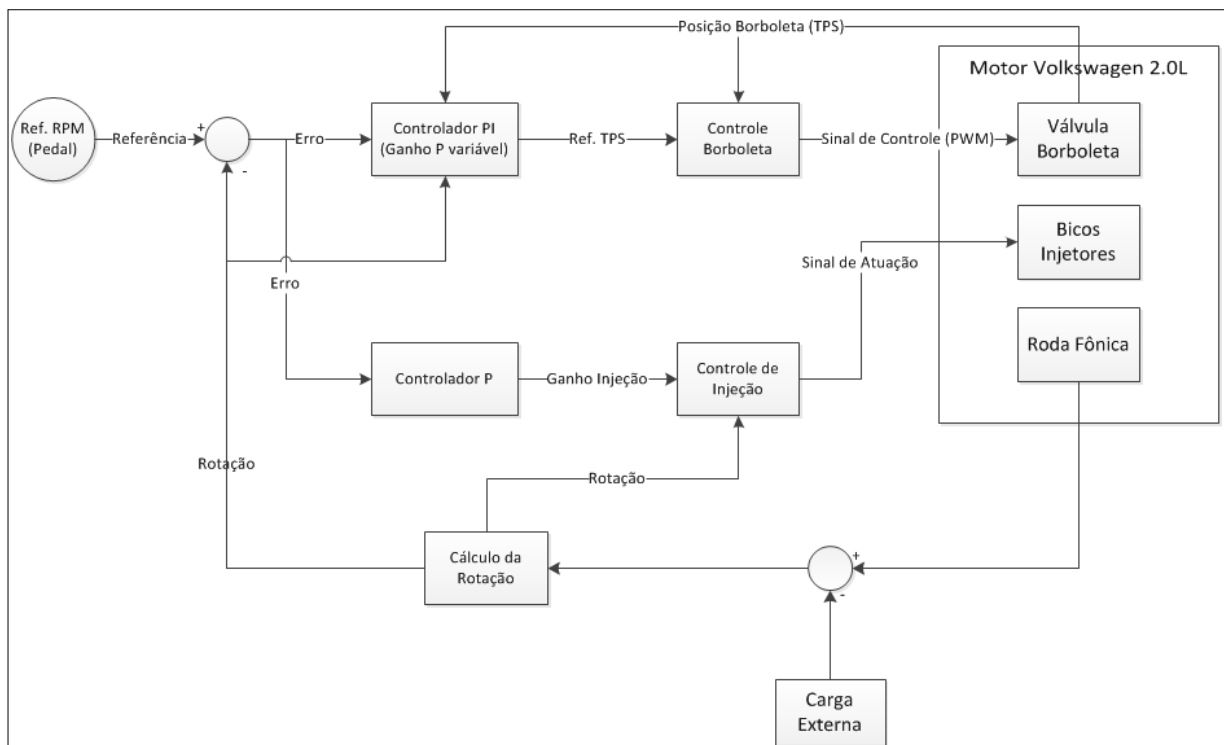 Posição Borboleta (TPS)
Motor Volkswagen 2.0L
Ref. RPM
(Pedal)
Referência
+
-
Erro
Controlador PI
(Ganho P variável)
Ref. TPS
Controle
Borboleta
Sinal de Controle (PWM)
Válvula
Borboleta
Bicos
Injetores
Sinal de Atuação
Erro
Roda Fônica
Controlador P
Ganho Injeção
Controle de
Injeção
Rotação
Rotação
Cálculo da
Rotação
+
-
Carga
Externa